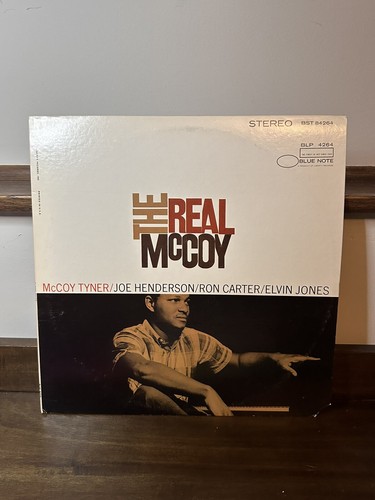 STEREO BST 84264
BLP 4264
BLUE NOTE
THE
REAL
McCOY
McCOY TYNER/JOE HENDERSON/RON CARTER/ELVIN JONES